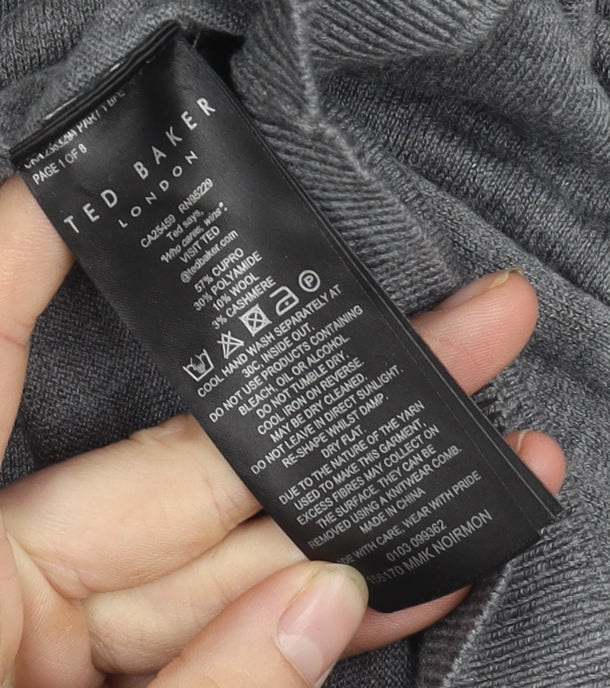 PART 1 OF
PAGE 1 OF 8
TED BAKER
LONDON
CA25459 RN95229
Ted says,
"Who cares, wins".
VISIT TED
@tedbaker.com
57% CUPRO
30% POLYAMIDE
10% WOOL
3% CASHMERE
COOL HAND WASH SEPARATELY AT
30C, INSIDE OUT.
DO NOT USE PRODUCTS CONTAINING
BLEACH, OIL OR ALCOHOL.
DO NOT TUMBLE DRY.
COOL IRON ON REVERSE.
MAY BE DRY CLEANED.
DO NOT LEAVE IN DIRECT SUNLIGHT.
RE-SHAPE WHILST DAMP.
DRY FLAT.
DUE TO THE NATURE OF THE YARN
USED TO MAKE THIS GARMENT,
EXCESS FIBRES MAY COLLECT ON
THE SURFACE, THEY CAN BE
REMOVED USING A KNITWEAR COMB.
MADE IN CHINA
WITH CARE, WEAR WITH PRIDE
0103 099362
MMK NOIRMON